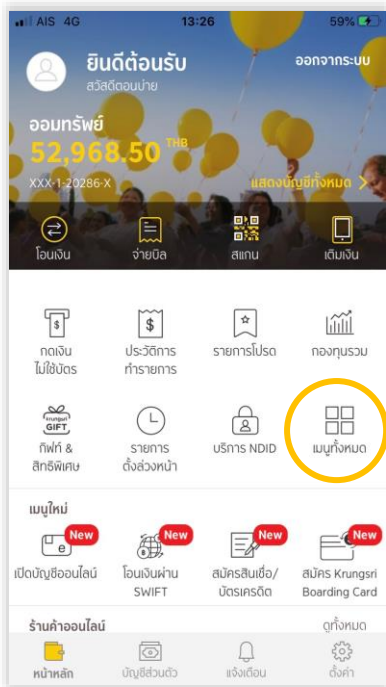 AIS 4G 13:26 59%
ยินดีต้อนรับ ออกจากระบบ
สวัสดีตอนบ่าย
ออมทรัพย์
52,968.50 THB
XXX-1-20286-X แสดงบัญชีทั้งหมด >
โอนเงิน จ่ายบิล สแกน เติมเงิน
กดเงิน ประวัติการ รายการโปรด กองทุนรวม
ไม่ใช้บัตร ทำรายการ
krungsri
GIFT
กิฟท์ & รายการ บริการ NDID เมนูทั้งหมด
สิทธิพิเศษ ตั้งล่วงหน้า
เมนูใหม่
New New New New
เปิดบัญชีออนไลน์ โอนเงินผ่าน สมัครสินเชื่อ/ สมัคร Krungsri
SWIFT บัตรเครดิต Boarding Card
ร้านค้าออนไลน์ ดูทั้งหมด
หน้าหลัก บัญชีส่วนตัว แจ้งเตือน ตั้งค่า